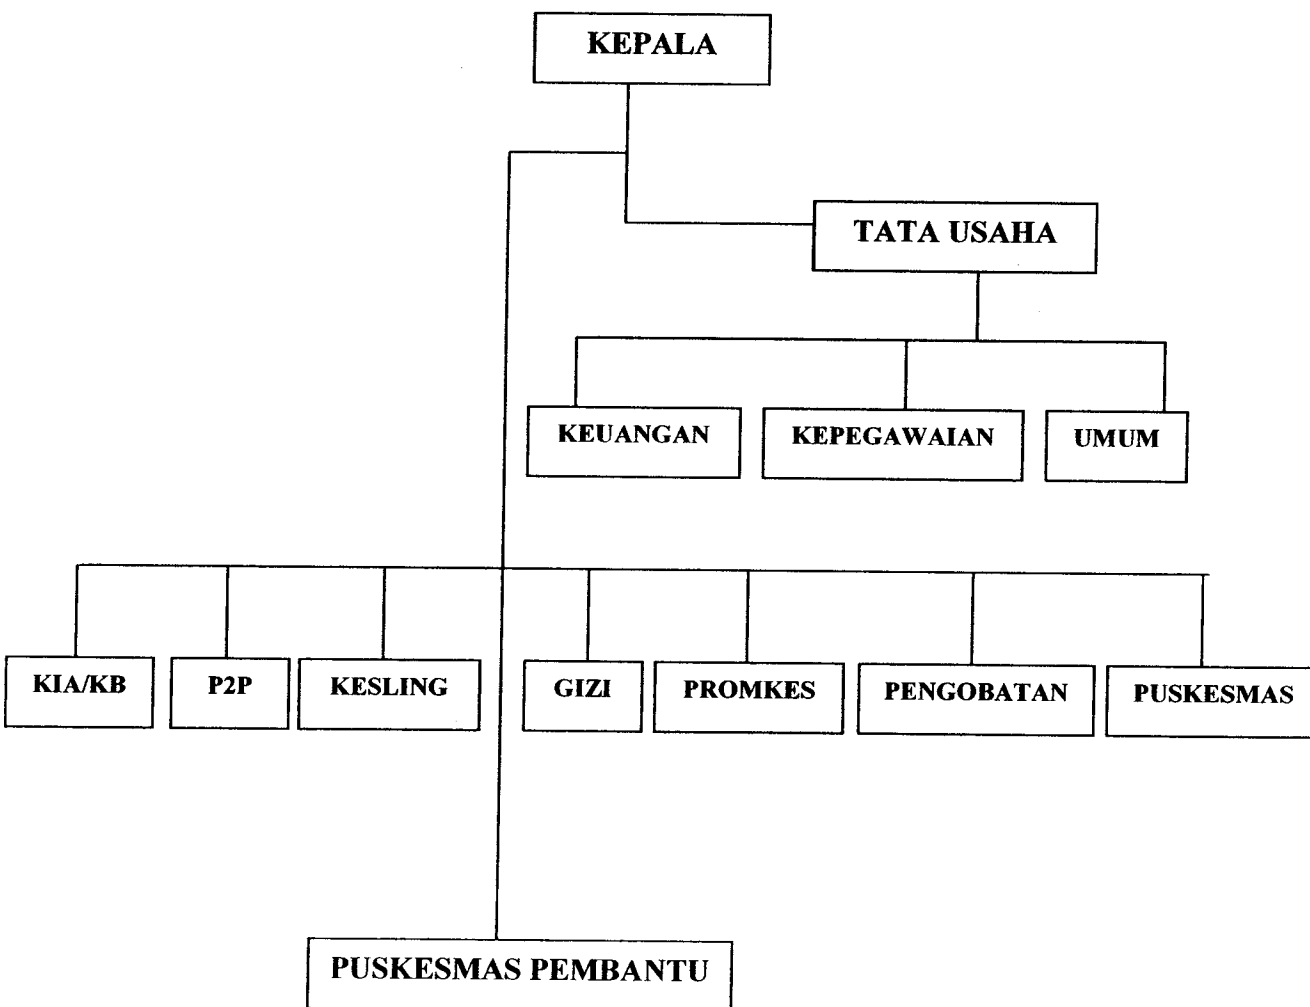 KEPALA
TATA USAHA
KEUANGAN
KEPEGAWAIAN
UMUM
KIA/KB
P2P
KESLING
GIZI
PROMKES
PENGOBATAN
PUSKESMAS
PUSKESMAS PEMBANTU